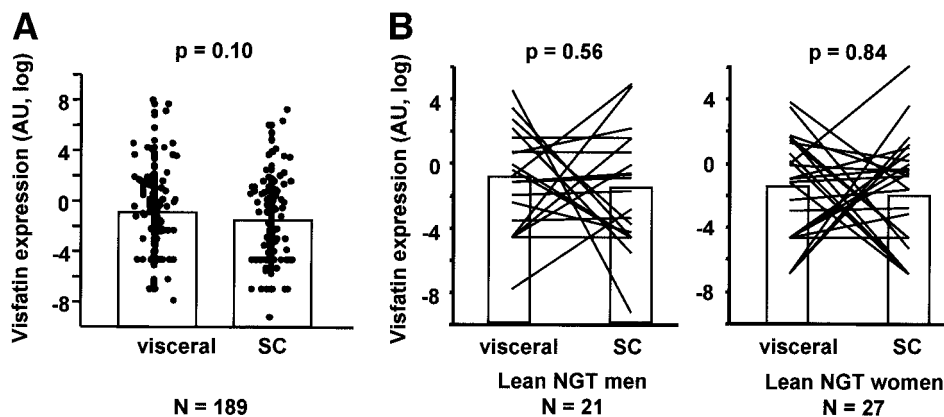 A
p = 0.10
Visfatin expression (AU, log)
8
4
0
-4
-8
visceral SC
N = 189
B
p = 0.56
Visfatin expression (AU, log)
4
-0
-4
-8
visceral SC
Lean NGT men
N = 21
p = 0.84
4
0
-4
-8
visceral SC
Lean NGT women
N = 27